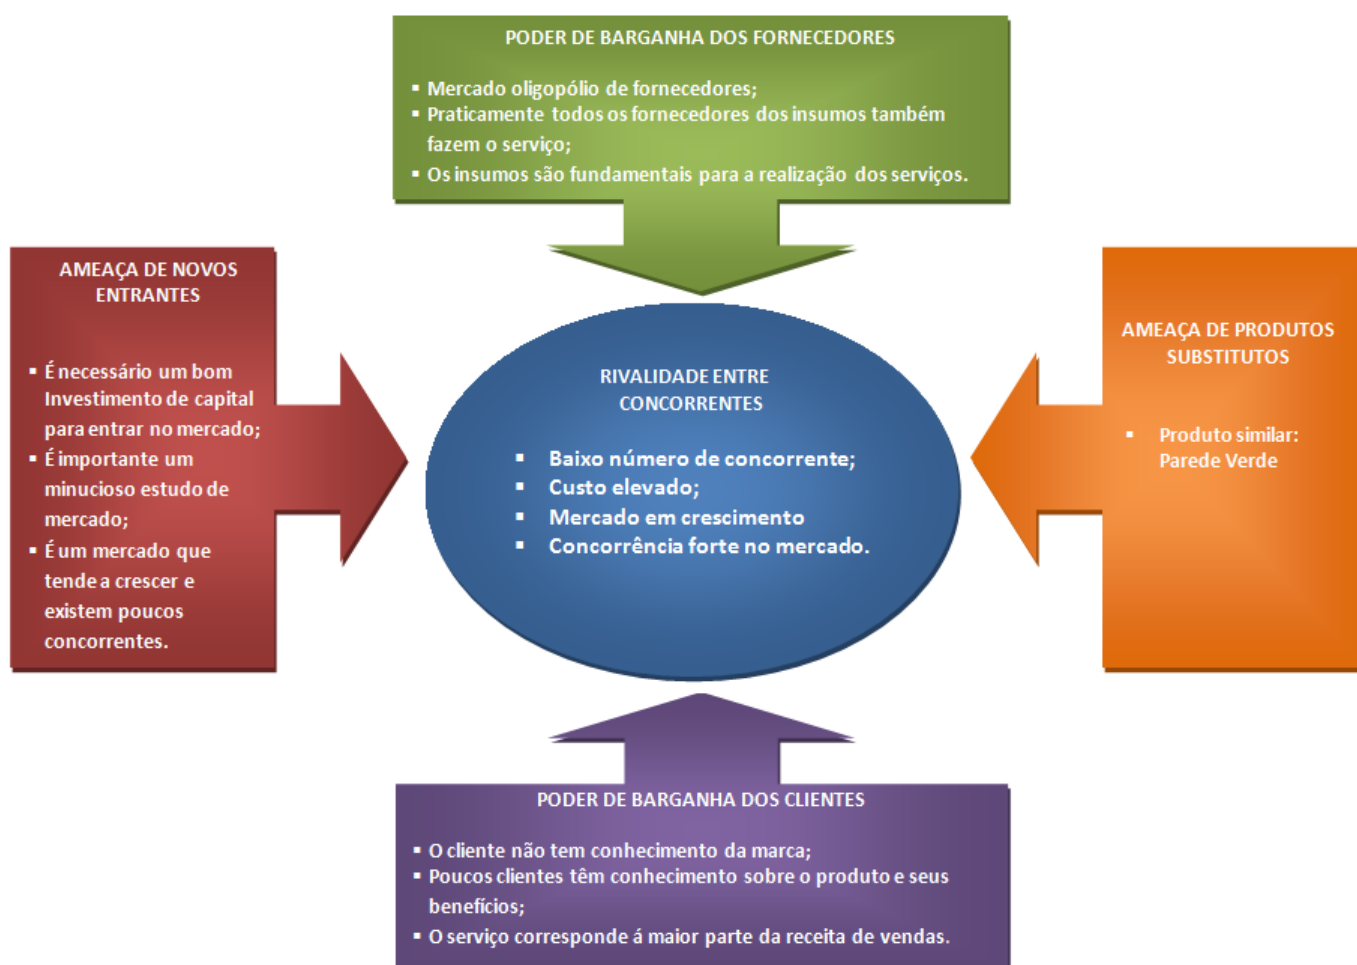 PODER DE BARGANHA DOS FORNECEDORES
▪ Mercado oligopólio de fornecedores;
▪ Praticamente todos os fornecedores dos insumos também
fazem o serviço;
▪ Os insumos são fundamentais para a realização dos serviços.
AMEAÇA DE NOVOS
ENTRANTES
▪ É necessário um bom
Investimento de capital
para entrar no mercado;
▪ É importante um
minucioso estudo de
mercado;
▪ É um mercado que
tende a crescer e
existem poucos
concorrentes.
RIVALIDADE ENTRE
CONCORRENTES
▪ Baixo número de concorrente;
▪ Custo elevado;
▪ Mercado em crescimento
▪ Concorrência forte no mercado.
AMEAÇA DE PRODUTOS
SUBSTITUTOS
▪ Produto similar:
Parede Verde
PODER DE BARGANHA DOS CLIENTES
▪ O cliente não tem conhecimento da marca;
▪ Poucos clientes têm conhecimento sobre o produto e seus
benefícios;
▪ O serviço corresponde á maior parte da receita de vendas.